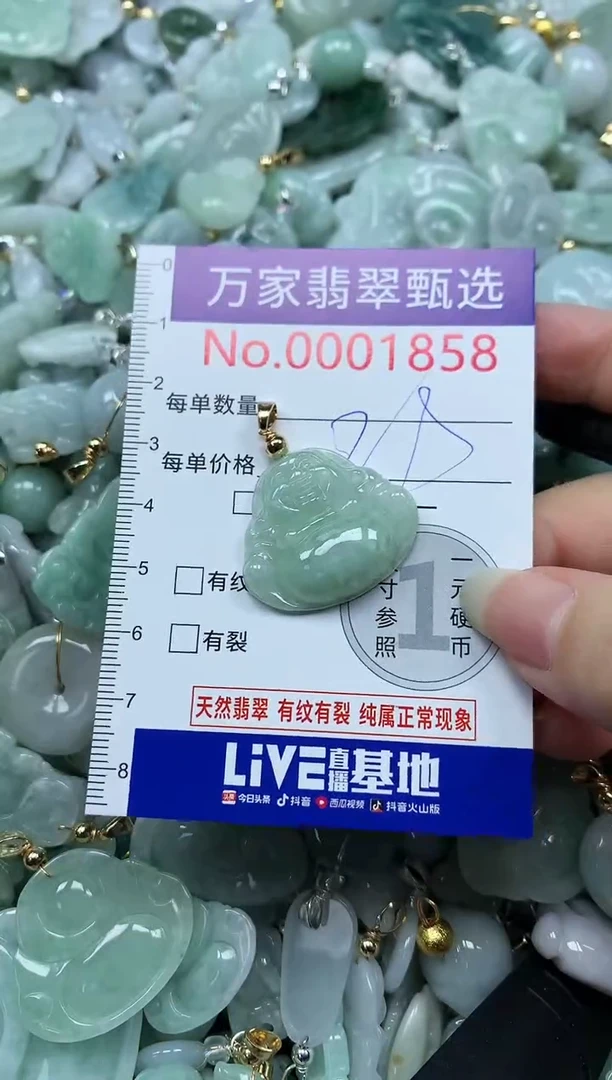 万家翡翠甄选
No.0001858
0
1
2
3
4
5
6
7
8
每单数量
每单价格
有纹
有裂
寸参照
1
一元硬币
天然翡翠 有纹有裂 纯属正常现象
LiVE直播基地
头条 今日头条 抖音 西瓜视频 抖音火山版